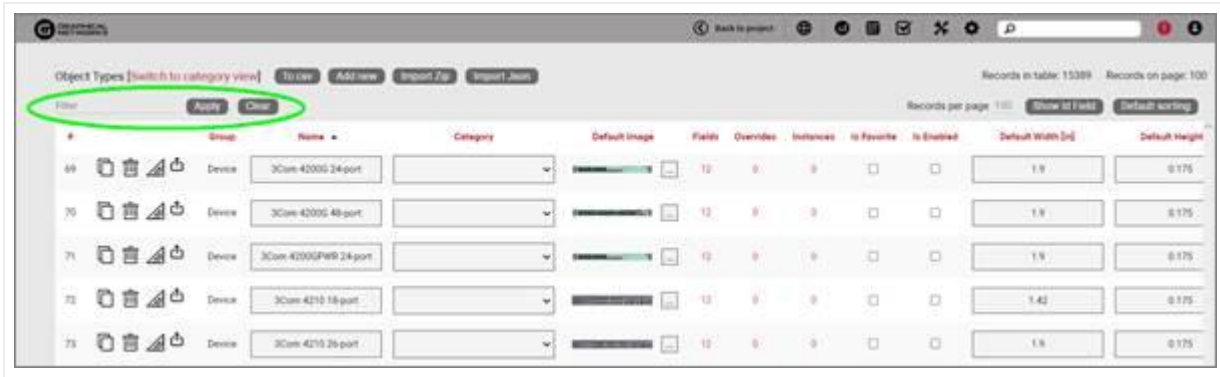 GRAPHICAL NETWORKS
Back to project
Object Types [Switch to category view] To csv Add new Import Zip Import Json Records in table: 15389 Records on page: 100
Filter Apply Clear Records per page 100 Show Id Field Default sorting
# Group Name Category Default Image Fields Overrides Instances Is Favorite Is Enabled Default Width [in] Default Height
69 Device 3Com 4200G 24-port ... 12 0 0 1.9 0.175
70 Device 3Com 4200G 48-port ... 12 0 0 1.9 0.175
71 Device 3Com 4200GPWR 24-port ... 12 0 0 1.9 0.175
72 Device 3Com 4210 18-port ... 12 0 0 1.42 0.175
73 Device 3Com 4210 26-port ... 12 0 0 1.9 0.175